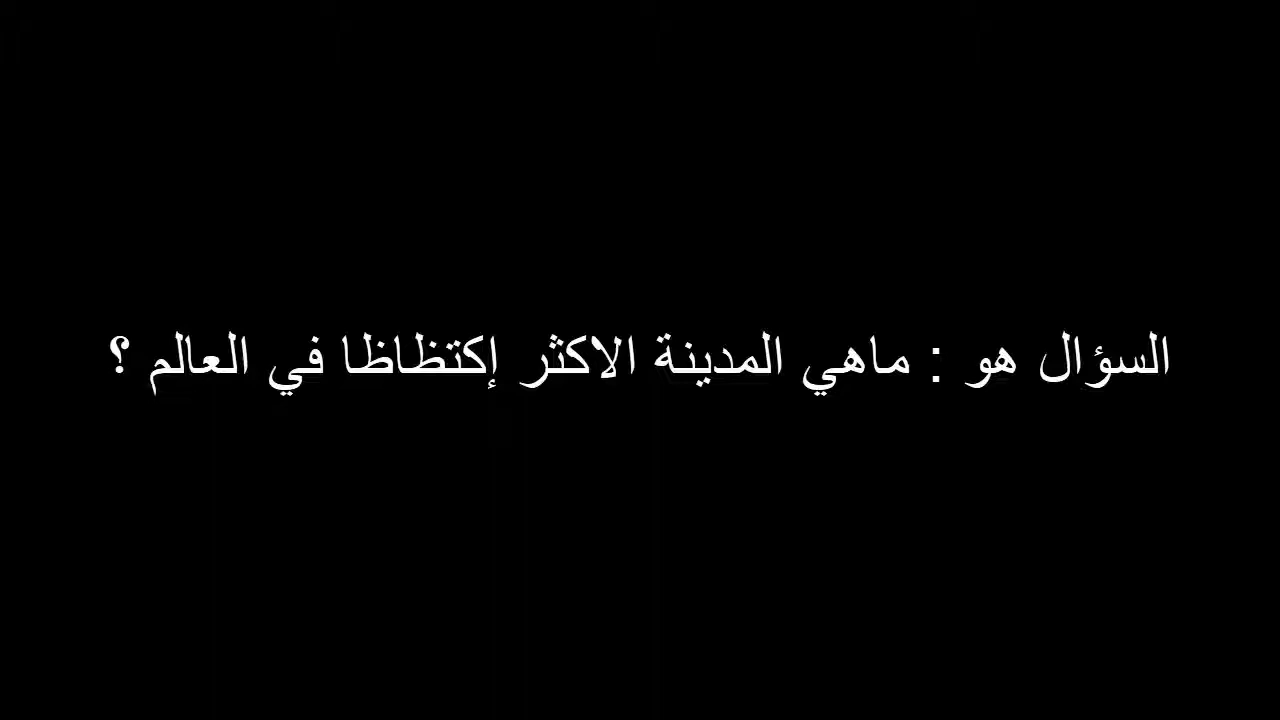 السؤال هو : ماهي المدينة الاكثر إكتظاظا في العالم ؟